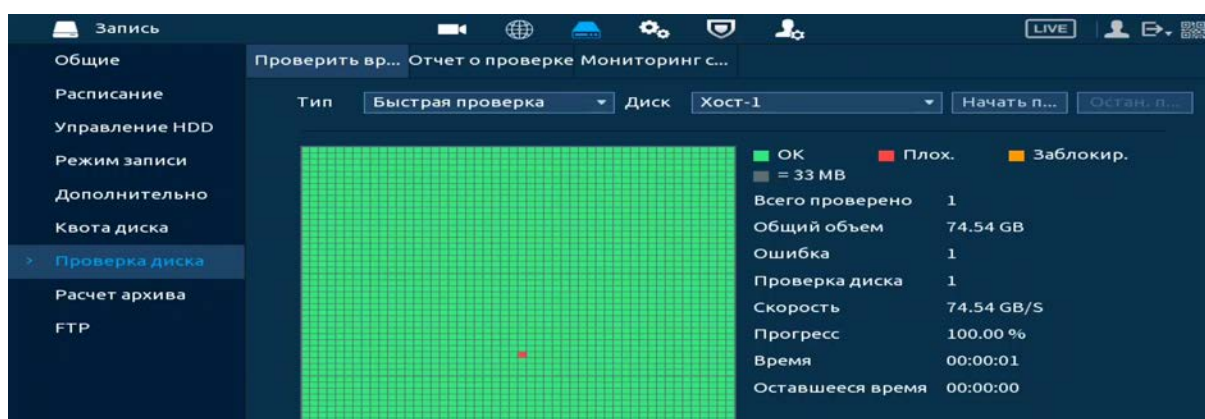 Запись
LIVE
Общие
Расписание
Управление HDD
Режим записи
Дополнительно
Квота диска
Проверка диска
Расчет архива
FTP
Проверить вр... Отчет о проверке Мониторинг с...
Тип Быстрая проверка Диск Хост-1 Начать п... Остан. п...
ОК Плох. Заблокир.
= 33 MB
Всего проверено 1
Общий объем 74.54 GB
Ошибка 1
Проверка диска 1
Скорость 74.54 GB/S
Прогресс 100.00 %
Время 00:00:01
Оставшееся время 00:00:00